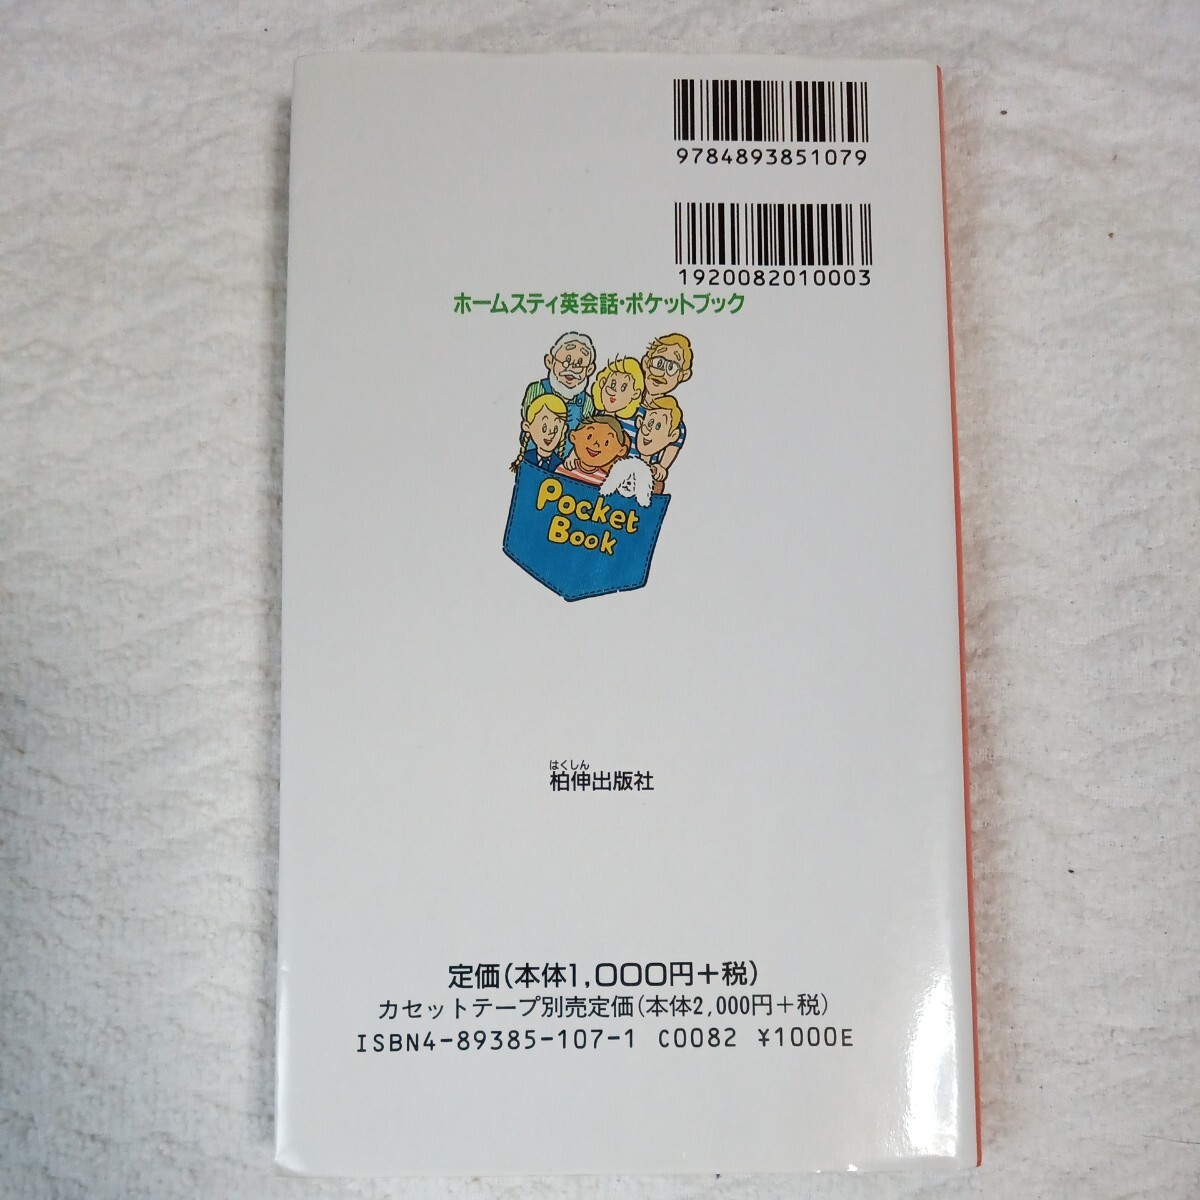 9784893851079
1920082010003
ホームスティ英会話・ポケットブック
Pocket
Book
はくしん
柏伸出版社
定価(本体1,000円+税)
カセットテープ別売定価(本体2,000円+税)
ISBN4-89385-107-1 C0082 ¥1000E